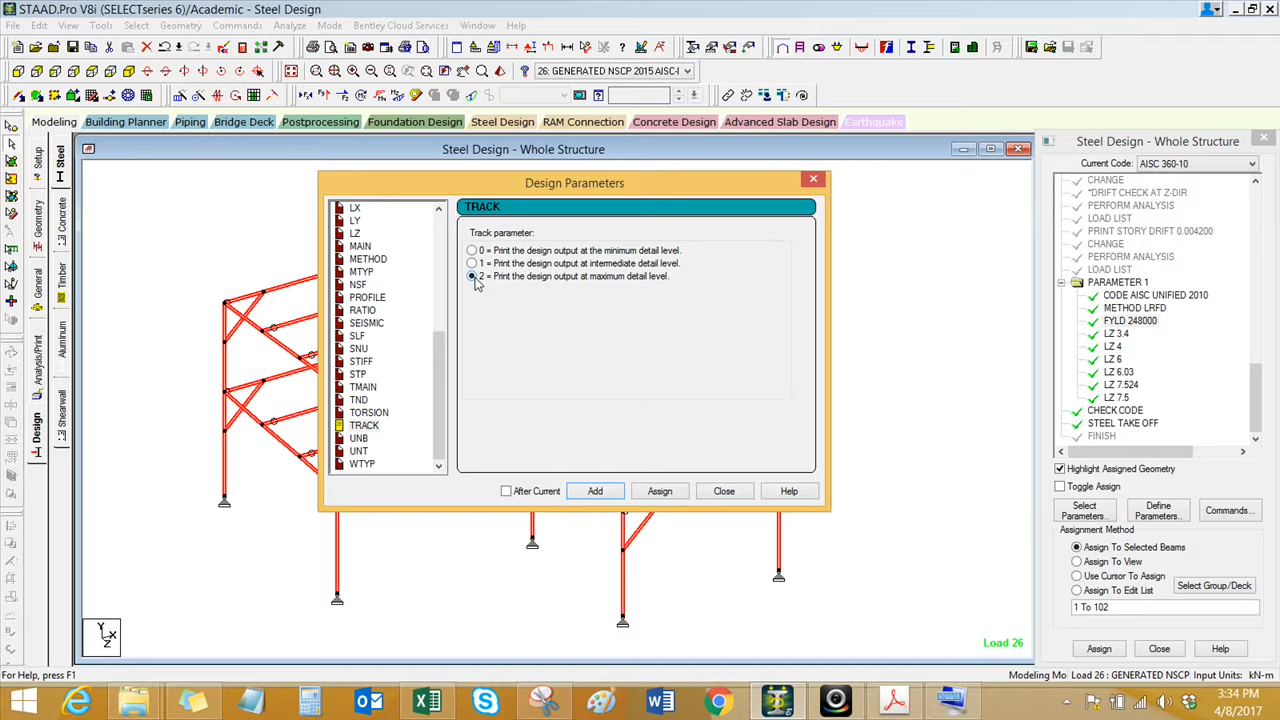 STAAD.Pro V8i (SELECTseries 6)/Academic - Steel Design
File Edit View Tools Select Geometry Commands Analyze Mode Bentley Cloud Services Window Help
26: GENERATED NSCP 2015 AISC-I
Modeling Building Planner Piping Bridge Deck Postprocessing Foundation Design Steel Design RAM Connection Concrete Design Advanced Slab Design Earthquake
Setup
Geometry
General
Analysis/Print
Design
Steel
Concrete
Timber
Aluminum
Shearwall
Steel Design - Whole Structure
Design Parameters
LX
LY
LZ
MAIN
METHOD
MTYP
NSF
PROFILE
RATIO
SEISMIC
SLF
SNU
STIFF
STP
TMAIN
TND
TORSION
TRACK
UNB
UNT
WTYP
TRACK
Track parameter:
0 = Print the design output at the minimum detail level.
1 = Print the design output at intermediate detail level.
2 = Print the design output at maximum detail level.
After Current Add Assign Close Help
Y
X
Z
Load 26
Steel Design - Whole Structure
Current Code: AISC 360-10
CHANGE
*DRIFT CHECK AT Z-DIR
PERFORM ANALYSIS
LOAD LIST
PRINT STORY DRIFT 0.004200
CHANGE
PERFORM ANALYSIS
LOAD LIST
PARAMETER 1
CODE AISC UNIFIED 2010
METHOD LRFD
FYLD 248000
LZ 3.4
LZ 4
LZ 6
LZ 6.03
LZ 7.524
LZ 7.5
CHECK CODE
STEEL TAKE OFF
FINISH
Highlight Assigned Geometry
Toggle Assign
Select Parameters..
Define Parameters..
Commands...
Assignment Method
Assign To Selected Beams
Assign To View
Use Cursor To Assign
Assign To Edit List
Select Group/Deck
1 To 102
Assign Close Help
For Help, press F1
Modeling Mo Load 26 : GENERATED NSCP Input Units: kN-m
3:34 PM
4/8/2017